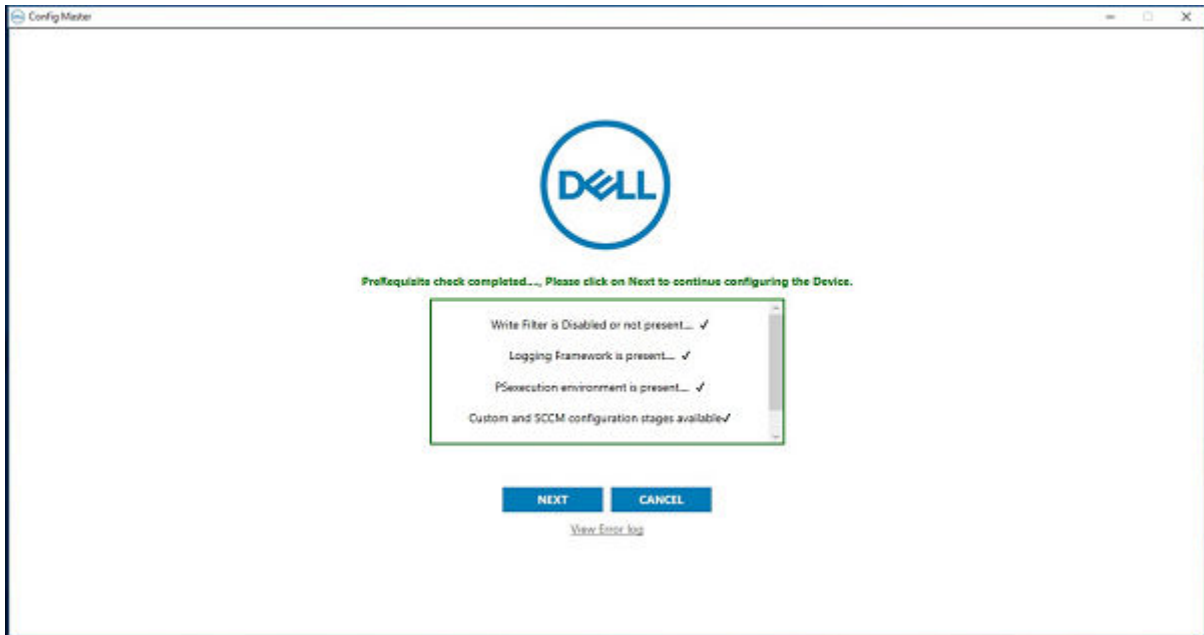 Config Master
DELL
PreRequisite check completed...., Please click on Next to continue configuring the Device.
Write Filter is Disabled or not present.... ✓
Logging Framework is present.... ✓
PSexecution environment is present.... ✓
Custom and SCCM configuration stages available✓
NEXT CANCEL
View Error log